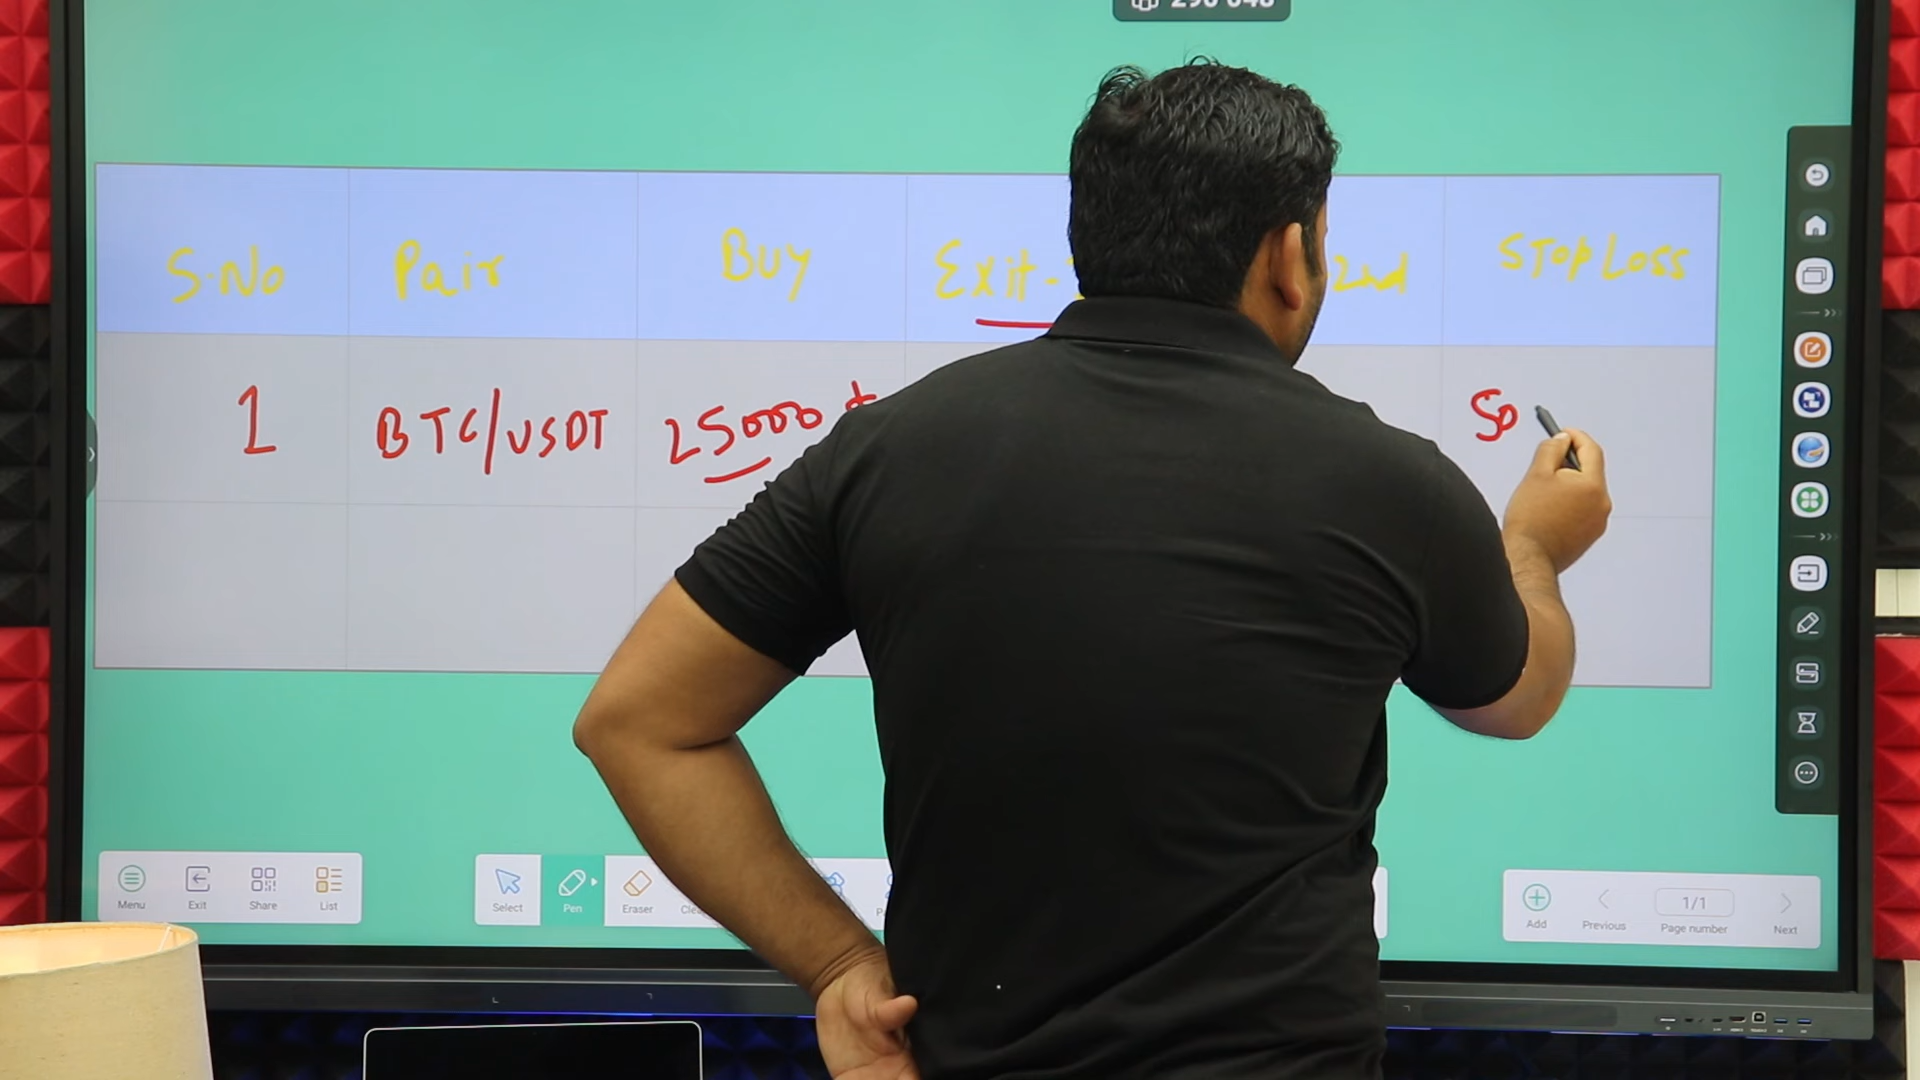 S.No Pair Buy Exit- 2nd Stop Loss
1 BTC/USDT 25000 50
Menu Exit Share List Select Pen Eraser Add Previous 1/1 Page number Next